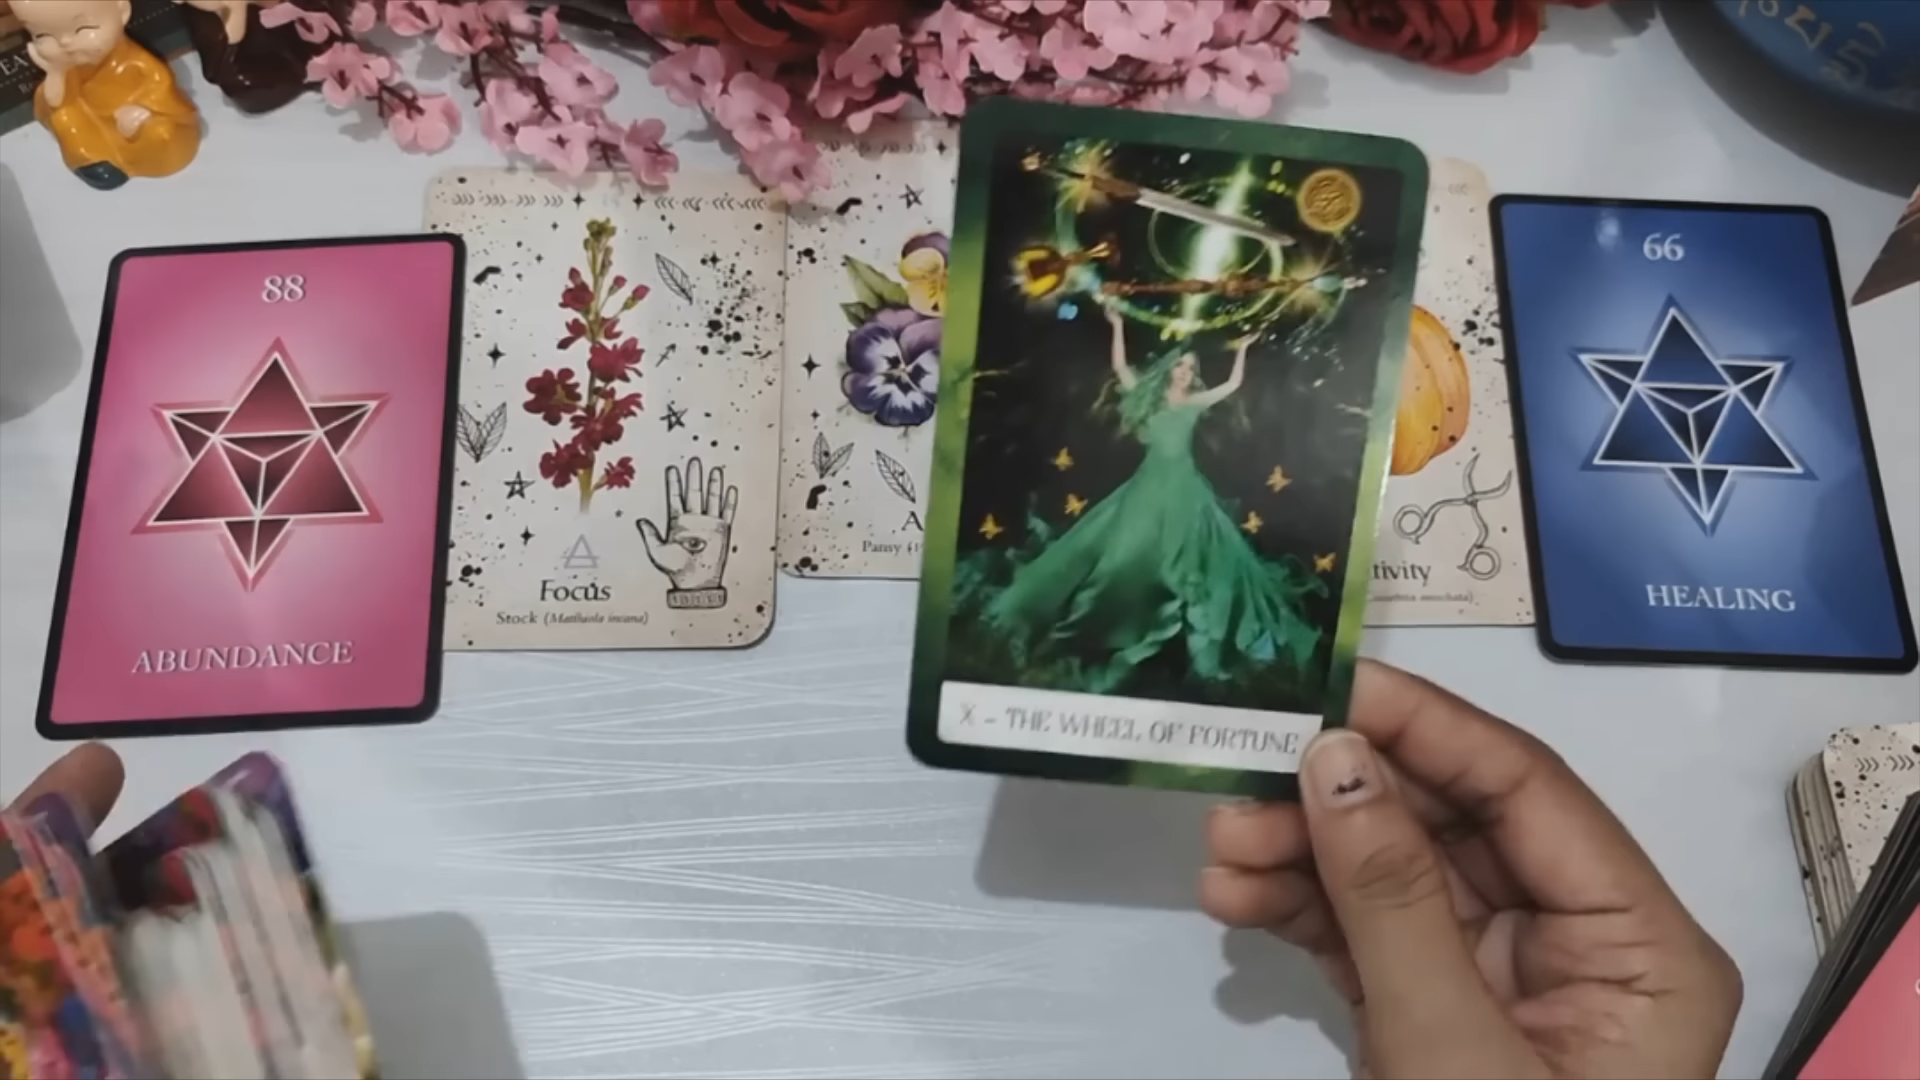 88
ABUNDANCE
Focus
Stock (Matthiola incana)
A
Pansy
X - THE WHEEL OF FORTUNE
tivity
66
HEALING